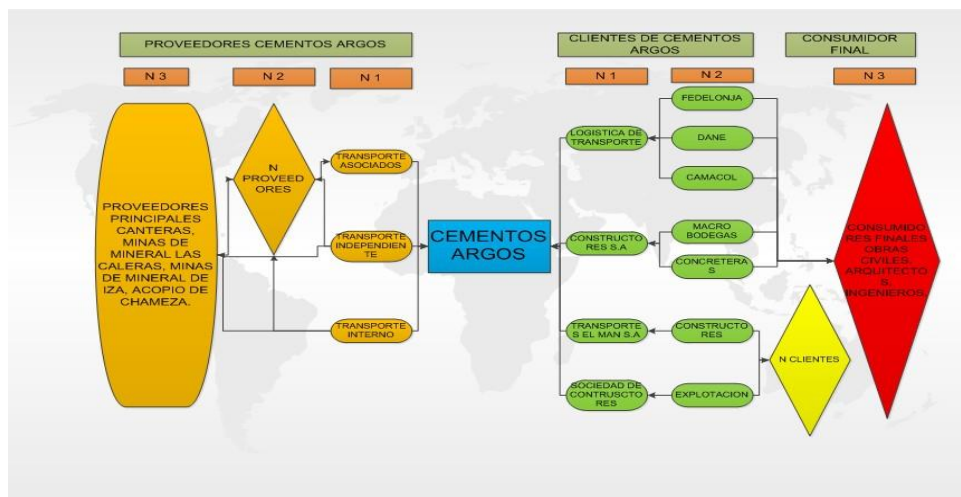 PROVEEDORES CEMENTOS ARGOS
CLIENTES DE CEMENTOS
ARGOS
CONSUMIDOR
FINAL
N 3
N 2
N 1
N 1
N 2
N 3
PROVEEDORES
PRINCIPALES
CANTERAS,
MINAS DE
MINERAL LAS
CALERAS, MINAS
DE MINERAL DE
IZA, ACOPIO DE
CHAMEZA.
N
PROVEED
ORES
TRANSPORTE
ASOCIADOS
TRANSPORTE
INDEPENDIEN
TE
TRANSPORTE
INTERNO
CEMENTOS
ARGOS
LOGISTICA DE
TRANSPORTE
CONSTRUCTO
RES S.A
TRANSPORTE
S EL MAN S.A
SOCIEDAD DE
CONTRUSCTO
RES
FEDELONJA
DANE
CAMACOL
MACRO
BODEGAS
CONCRETERA
S
CONSTRUCTO
RES
EXPLOTACION
N CLIENTES
CONSUMIDO
RES FINALES
OBRAS
CIVILES,
ARQUITECTO
S,
INGENIEROS.